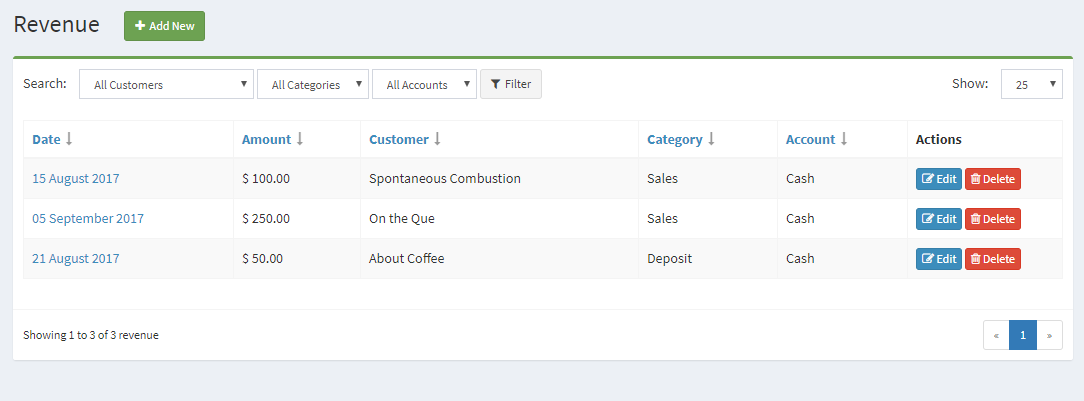 Revenue + Add New
Search: All Customers All Categories All Accounts Filter Show: 25
Date Amount Customer Category Account Actions
15 August 2017 $ 100.00 Spontaneous Combustion Sales Cash Edit Delete
05 September 2017 $ 250.00 On the Que Sales Cash Edit Delete
21 August 2017 $ 50.00 About Coffee Deposit Cash Edit Delete
Showing 1 to 3 of 3 revenue « 1 »